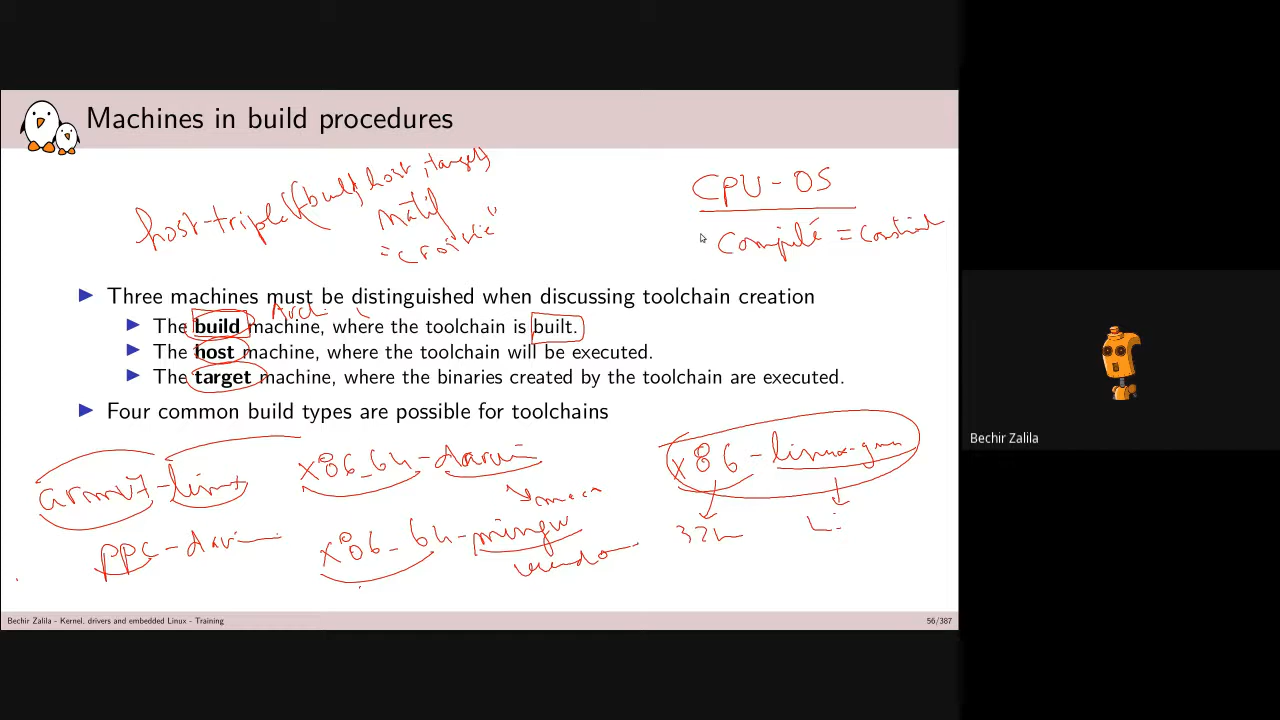 Machines in build procedures
host-triplet (build, host, target)
natif
= "croisée"
CPU-OS
Compilé = construit
Three machines must be distinguished when discussing toolchain creation
Archi
The build machine, where the toolchain is built.
The host machine, where the toolchain will be executed.
The target machine, where the binaries created by the toolchain are executed.
Four common build types are possible for toolchains
armv7-linux
x86_64-darwin
x86-linux-gnu
ppc-darwin
x86_64-mingw
Bechir Zalila - Kernel, drivers and embedded Linux - Training
56/387
Bechir Zalila